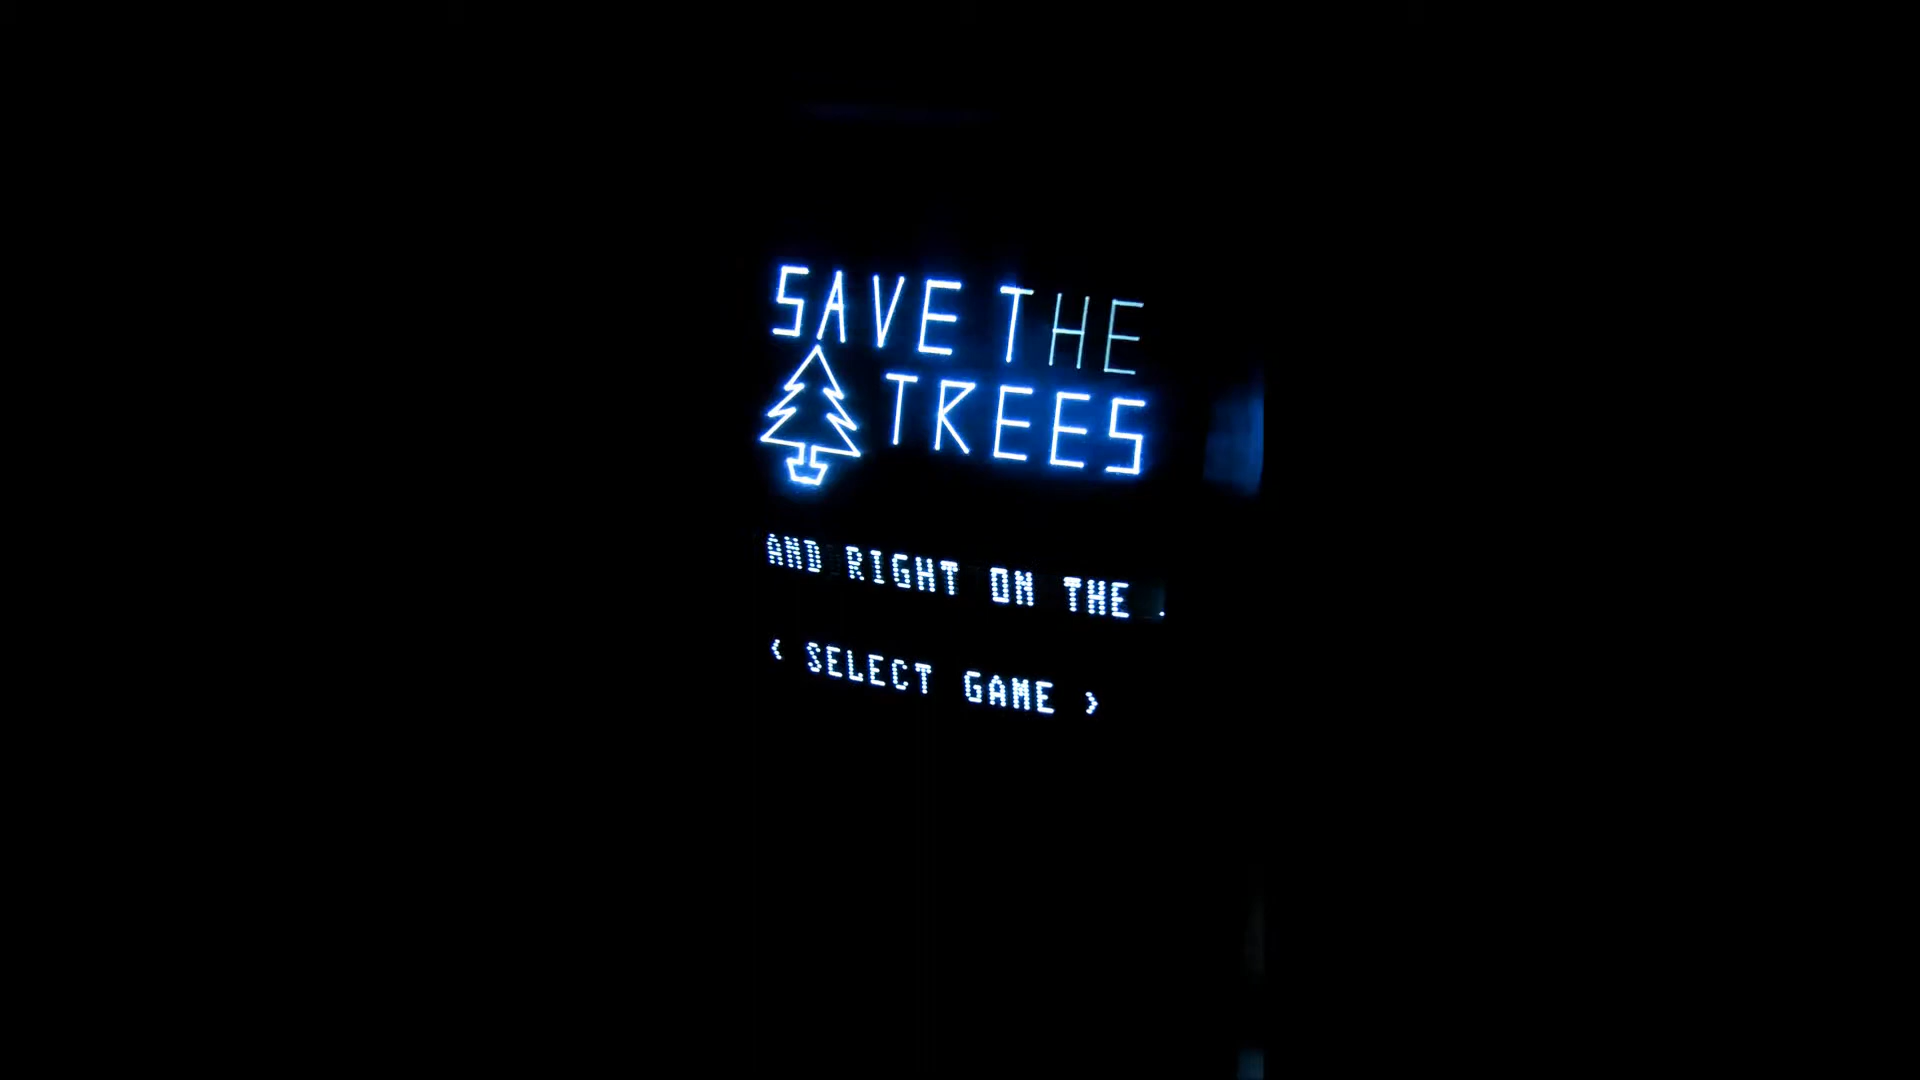 SAVE THE
TREES
AND RIGHT ON THE .
< SELECT GAME >